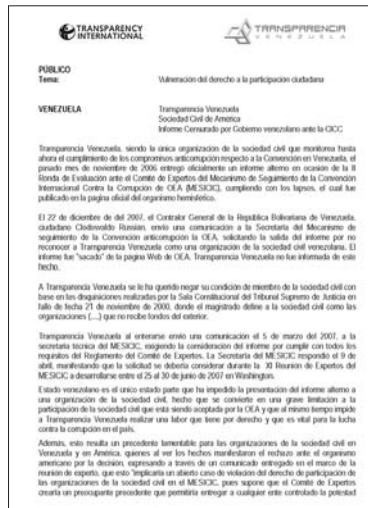 TRANSPARENCY
INTERNATIONAL
TRANSPARENCIA
VENEZUELA
PÚBLICO
Tema: Vulneración del derecho a la participación ciudadana
VENEZUELA Transparencia Venezuela
Sociedad Civil de América
Informe Censurado por Gobierno venezolano ante la CICC
Transparencia Venezuela, siendo la única organización de la sociedad civil que monitorea hasta
ahora el cumplimiento de los compromisos anticorrupción respecto a la Convención en Venezuela, el
pasado mes de noviembre de 2006 entregó oficialmente un informe alterno en ocasión de la II
Ronda de Evaluación ante el Comité de Expertos del Mecanismo de Seguimiento de la Convención
Internacional Contra la Corrupción de OEA (MESICIC), cumpliendo con los lapsos, el cual fue
publicado en la pagina oficial del organismo hemisférico.
El 22 de diciembre de del 2007, el Contralor General de la República Bolivariana de Venezuela,
ciudadano Clodosvaldo Russian, envío una comunicación a la Secretaría del Mecanismo de
seguimiento de la Convención anticorrupción la OEA, solicitando la salida del informe por no
reconocer a Transparencia Venezuela como una organización de la sociedad civil venezolana. El
informe fue "sacado" de la página Web de OEA. Transparencia Venezuela no fue informada de este
hecho.
A Transparencia Venezuela se le ha querido negar su condición de miembro de la sociedad civil con
base en las disquisiciones realizadas por la Sala Constitucional del Tribunal Supremo de Justicia en
fallo de fecha 21 de noviembre de 2000, donde el magistrado define a la sociedad civil como las
organizaciones (....) que no recibe fondos del exterior.
Transparencia Venezuela al enterarse envió una comunicación el 5 de marzo del 2007, a la
secretaria técnica del MESICIC, exigiendo la consideración del informe por cumplir con todos los
requisitos del Reglamento del Comité de Expertos. La Secretaría del MESICIC respondió el 9 de
abril, manifestando que la solicitud se debería considerar durante la XI Reunión de Expertos del
MESICIC a desarrollarse entre el 25 al 30 de junio de 2007 en Washington.
Estado venezolano es el único estado parte que ha impedido la presentación del informe alterno a
una organización de la sociedad civil, hecho que se convierte en una grave limitación a la
participación de la sociedad civil que está siendo aceptada por la OEA y que al mismo tiempo impide
a Transparencia Venezuela realizar una labor que tiene por derecho y que es vital para la lucha
contra la corrupción en el país.
Además, esto resulta un precedente lamentable para las organizaciones de la sociedad civil en
Venezuela y en América, quienes al ver los hechos manifestaron el rechazo ante el organismo
americano por la decisión, expresando a través de un comunicado entregado en el marco de la
reunión de experto, que esto "implicaría un abierto caso de violación del derecho de participación de
las organizaciones de la sociedad civil en el MESICIC, pues supone que el Comité de Expertos
crearía un preocupante precedente que permitiría entregar a cualquier ente controlado la potestad